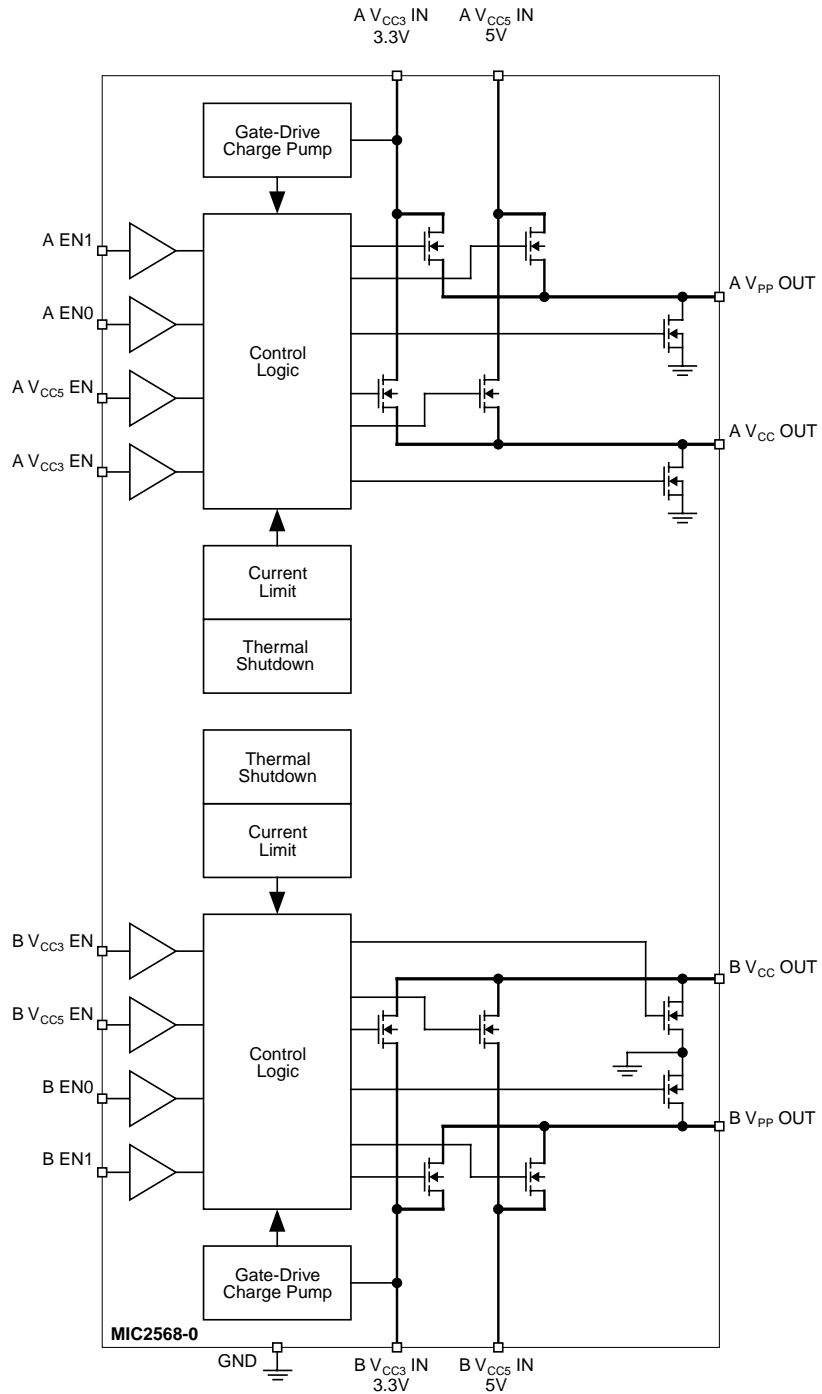 A VCC3 IN
3.3V
A VCC5 IN
5V
Gate-Drive
Charge Pump
A EN1
A EN0
A VCC5 EN
A VCC3 EN
Control
Logic
A VPP OUT
A VCC OUT
Current
Limit
Thermal
Shutdown
Thermal
Shutdown
Current
Limit
B VCC3 EN
B VCC5 EN
B EN0
B EN1
Control
Logic
B VCC OUT
B VPP OUT
Gate-Drive
Charge Pump
MIC2568-0
GND
B VCC3 IN
3.3V
B VCC5 IN
5V